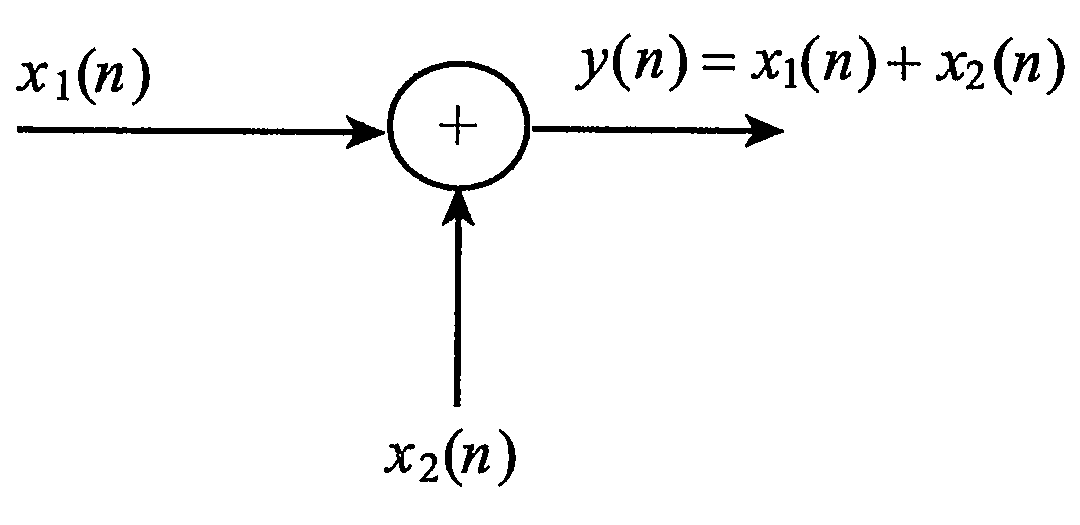 x₁(n)
+
y(n) = x₁(n) + x₂(n)
x₂(n)